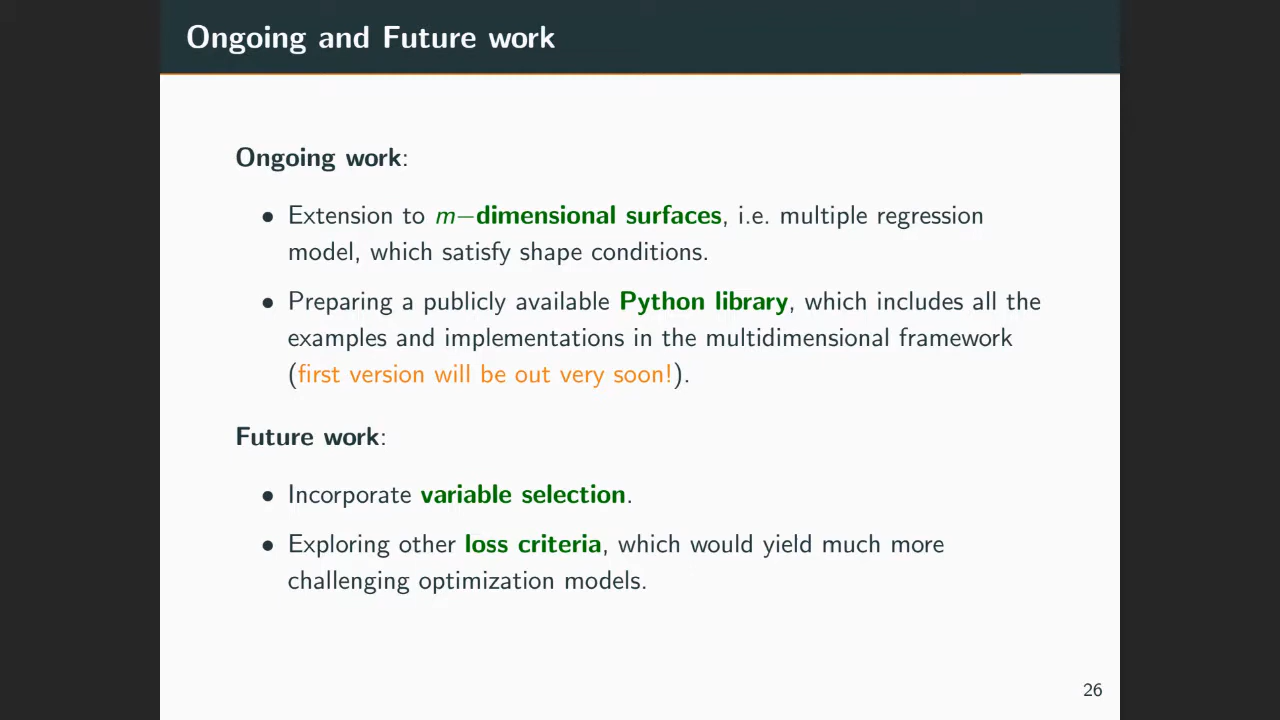 Ongoing and Future work
Ongoing work:
• Extension to m−dimensional surfaces, i.e. multiple regression
model, which satisfy shape conditions.
• Preparing a publicly available Python library, which includes all the
examples and implementations in the multidimensional framework
(first version will be out very soon!).
Future work:
• Incorporate variable selection.
• Exploring other loss criteria, which would yield much more
challenging optimization models.
26